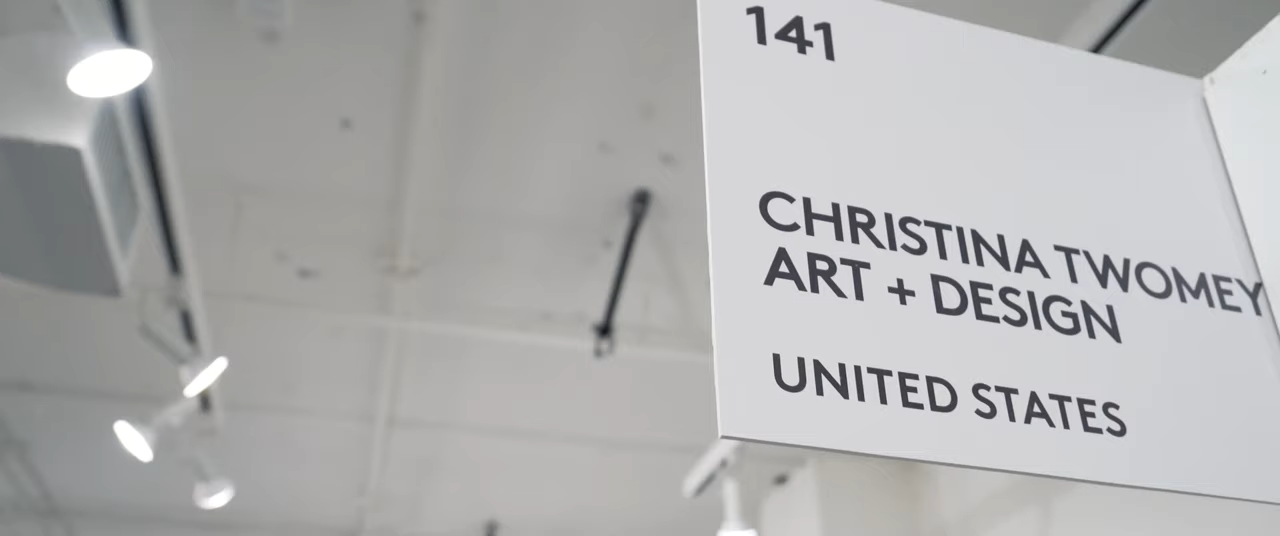 141
CHRISTINA TWOMEY
ART + DESIGN
UNITED STATES